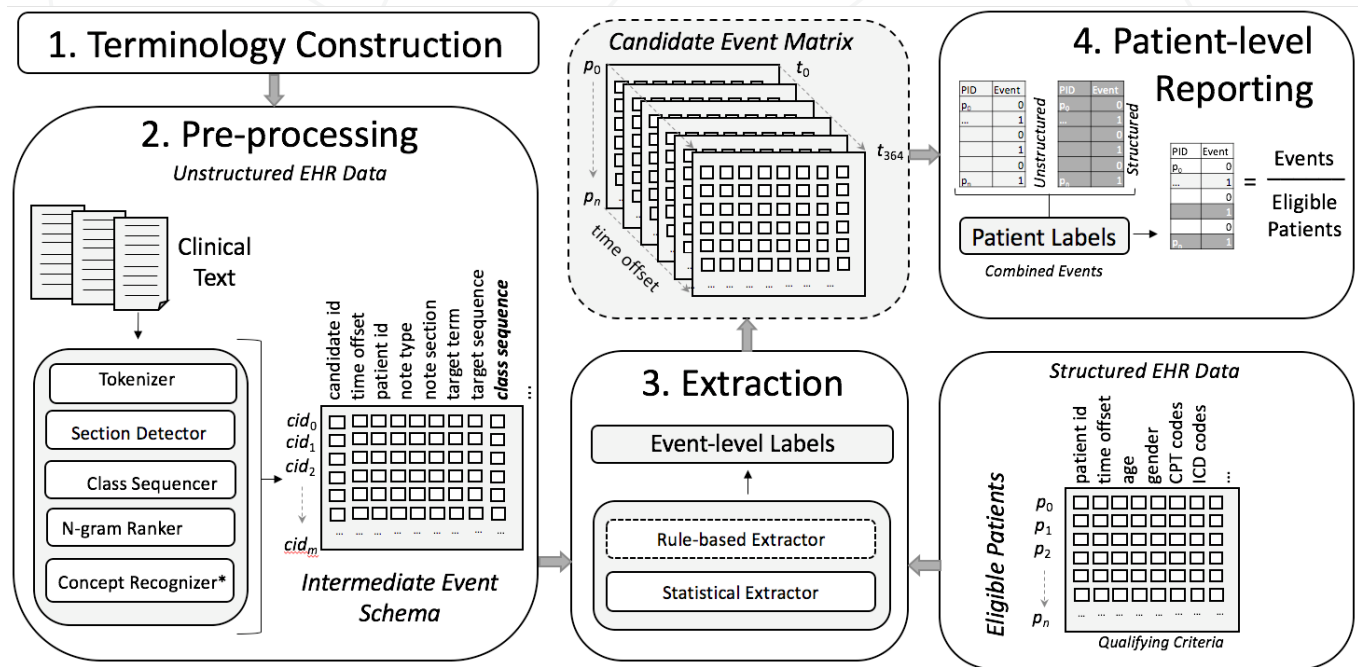 1. Terminology Construction
2. Pre-processing
Unstructured EHR Data
Clinical
Text
Tokenizer
Section Detector
Class Sequencer
N-gram Ranker
Concept Recognizer*
candidate id
time offset
patient id
note type
note section
target term
target sequence
class sequence
...
cid0
cid1
cid2
cidm
... ... ... ... ... ... ... ...
Intermediate Event
Schema
Candidate Event Matrix
p0
t0
pn
t364
time offset
... ... ... ... ... ... ...
3. Extraction
Event-level Labels
Rule-based Extractor
Statistical Extractor
4. Patient-level
Reporting
PID Event
p0 0
... 1
0
1
0
pn 1
Unstructured
PID Event
p0 0
... 1
0
1
0
pn 1
Structured
Patient Labels
Combined Events
PID Event
p0 0
... 1
0
1
0
pn 1
=
Events
Eligible
Patients
Structured EHR Data
patient id
time offset
age
gender
CPT codes
ICD codes
...
Eligible Patients
p0
p1
p2
pn
... ... ... ... ... ... ... ...
Qualifying Criteria